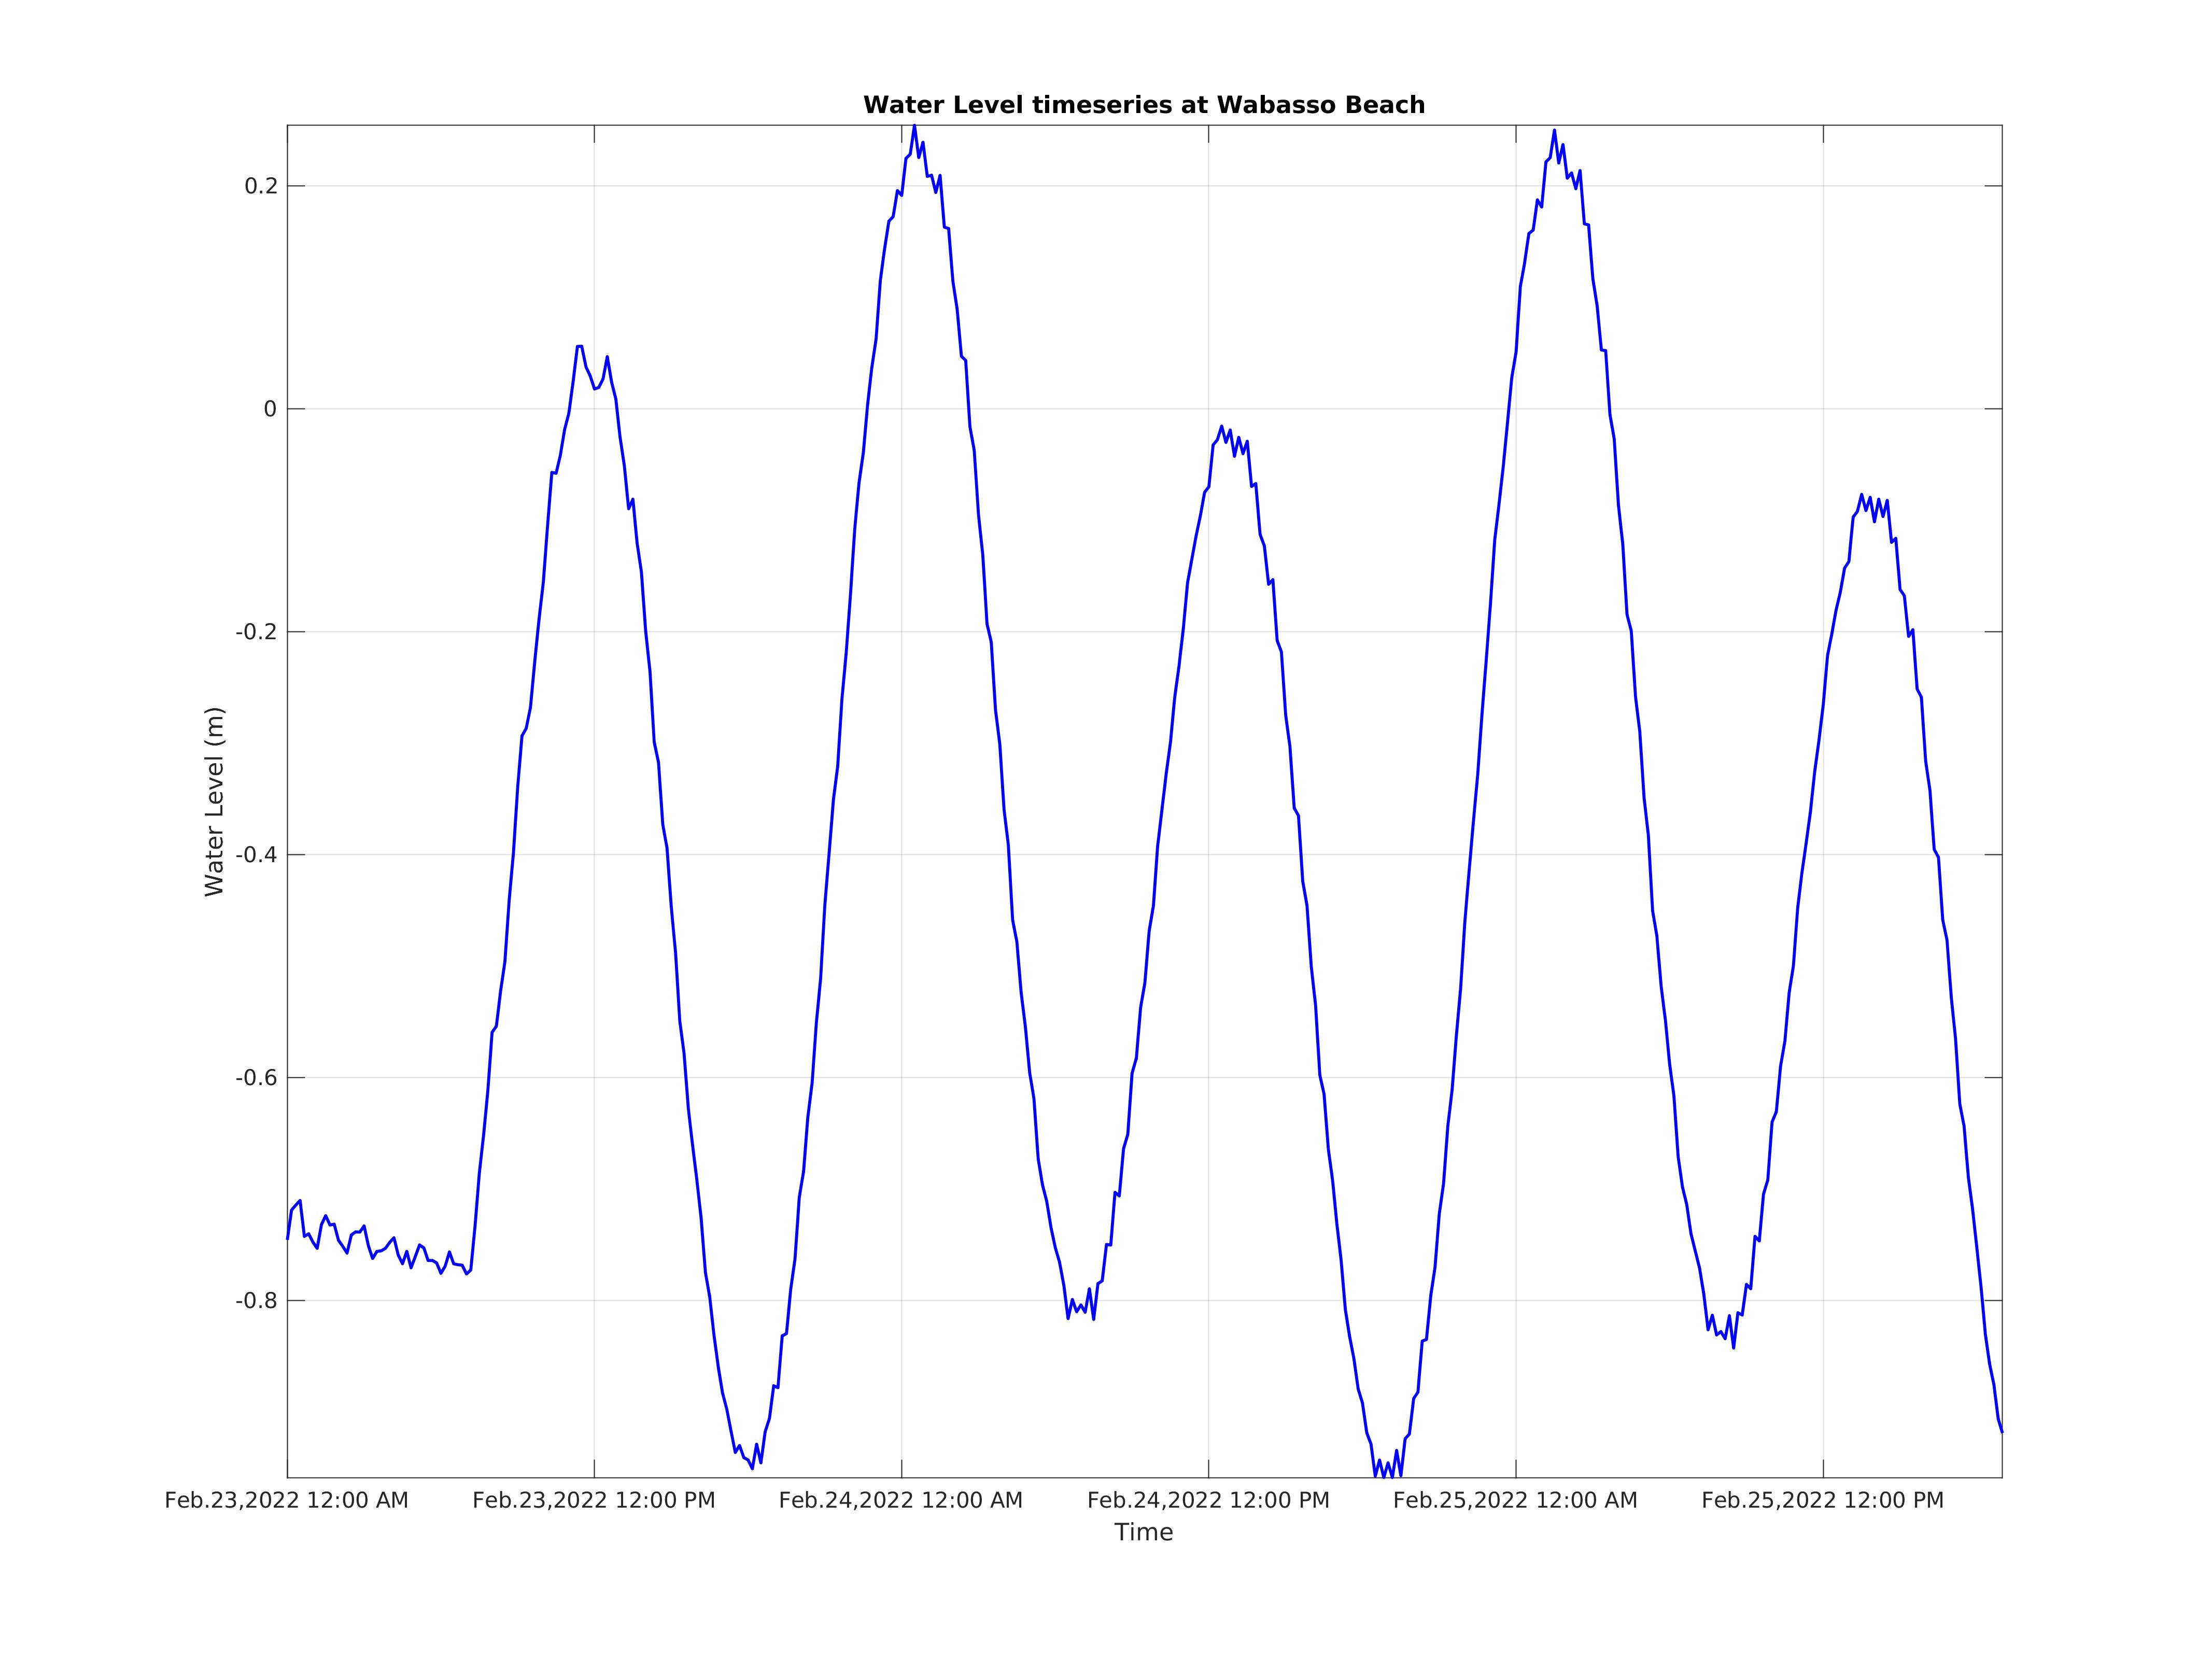 Water Level timeseries at Wabasso Beach
0.2
0
-0.2
-0.4
-0.6
-0.8
Water Level (m)
Feb.23,2022 12:00 AM
Feb.23,2022 12:00 PM
Feb.24,2022 12:00 AM
Feb.24,2022 12:00 PM
Feb.25,2022 12:00 AM
Feb.25,2022 12:00 PM
Time